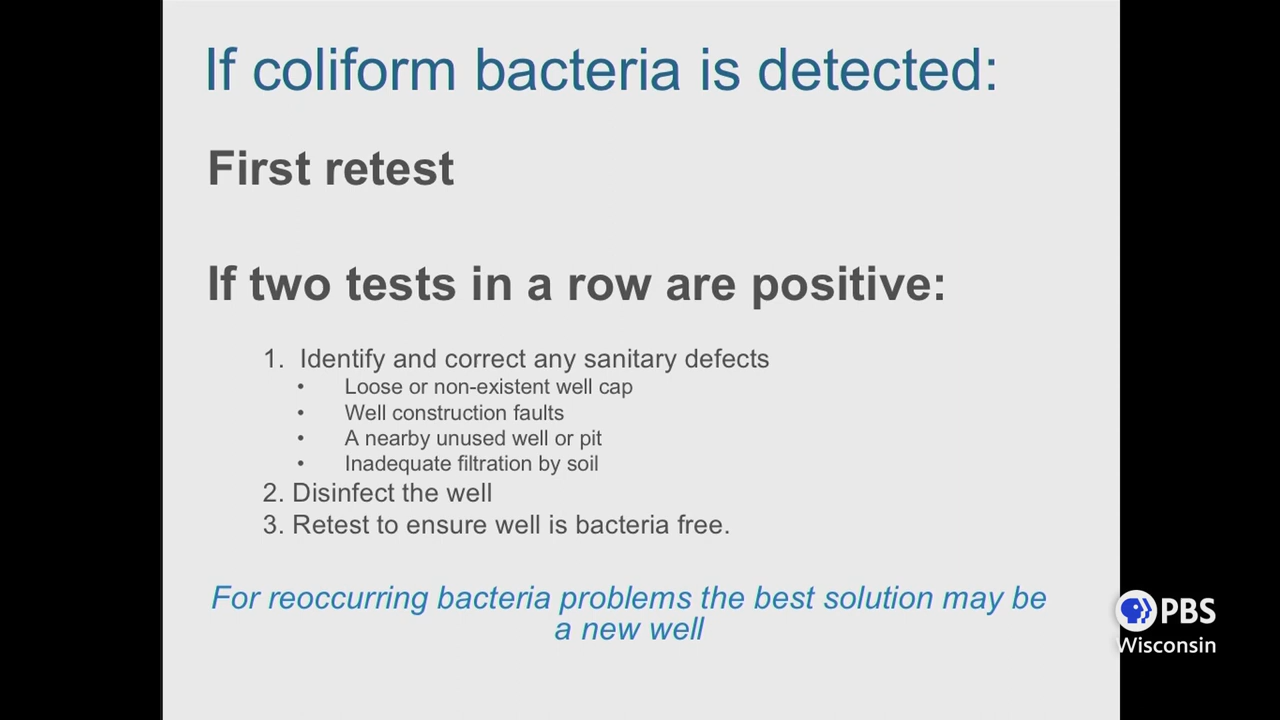 If coliform bacteria is detected:
First retest
If two tests in a row are positive:
1. Identify and correct any sanitary defects
• Loose or non-existent well cap
• Well construction faults
• A nearby unused well or pit
• Inadequate filtration by soil
2. Disinfect the well
3. Retest to ensure well is bacteria free.
For reoccurring bacteria problems the best solution may be
a new well
PBS
Wisconsin